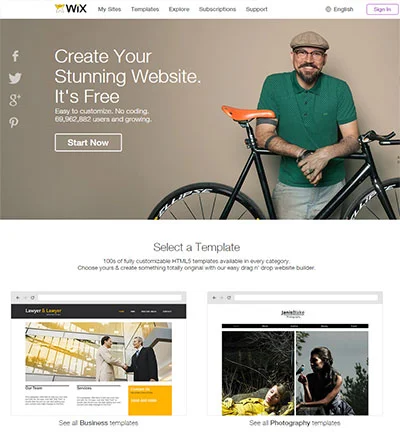 WiX My Sites Templates Explore Subscriptions Support English Sign In
Create Your
Stunning Website.
It's Free
Easy to customize. No coding.
69,962,882 users and growing.
Start Now
ELLIPTIC
Select a Template
100s of fully customizable HTML5 templates available in every category.
Choose yours & create something totally original with our easy drag n' drop website builder.
Lawyer & Lawyer
Our Team Services
JanieBlake
Photography
See all Business templates See all Photography templates